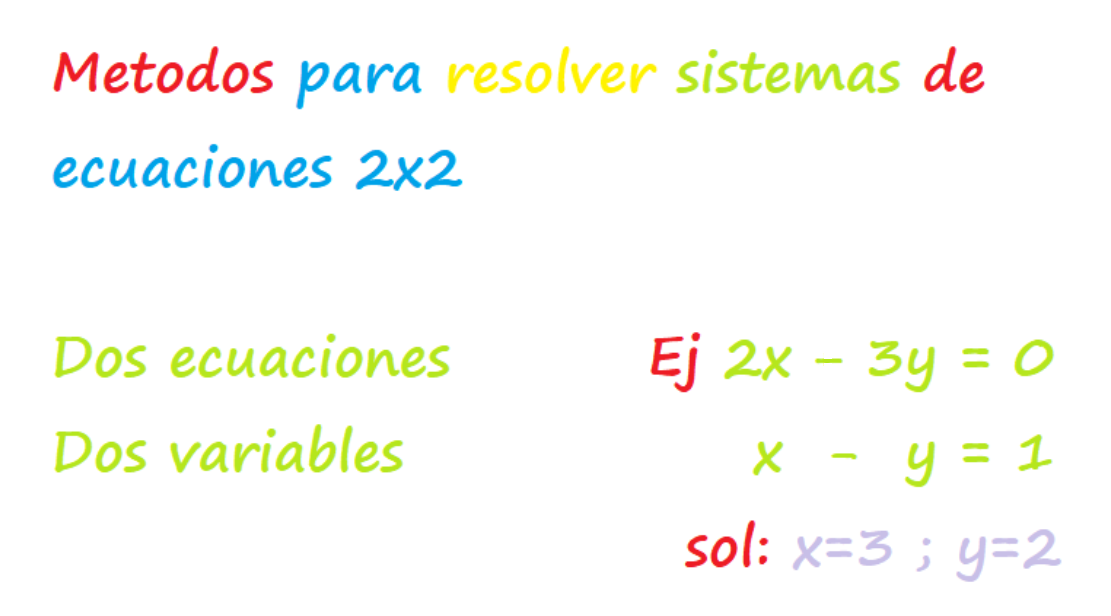 Metodos para resolver sistemas de
ecuaciones 2x2
Dos ecuaciones Ej 2x - 3y = 0
Dos variables x - y = 1
sol: x=3 ; y=2